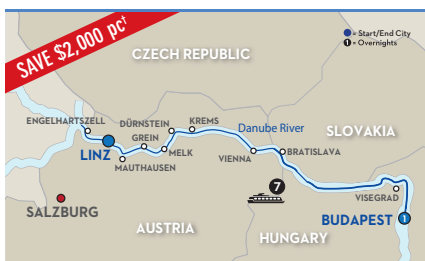 SAVE $2,000 pc†
CZECH REPUBLIC
= Start/End City
1 = Overnights
ENGELHARTSZELL
DÜRNSTEIN
KREMS
GREIN
Danube River
SLOVAKIA
LINZ
MELK
MAUTHAUSEN
VIENNA
BRATISLAVA
7
VISEGRAD
SALZBURG
AUSTRIA
BUDAPEST 1
HUNGARY